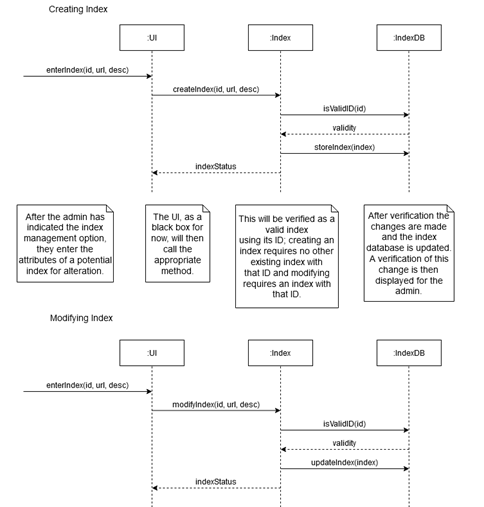 Creating Index
:UI
:Index
:IndexDB
enterIndex(id, url, desc)
createIndex(id, url, desc)
isValidID(id)
validity
storeIndex(index)
indexStatus
After the admin has
indicated the index
management option,
they enter the
attributes of a potential
index for alteration.
The UI, as a
black box for
now, will then
call the
appropriate
method.
This will be verified as a
valid index
using its ID; creating an
index requires no other
existing index with
that ID and modifying
requires an index with
that ID.
After verification the
changes are made
and the index
database is updated.
A verification of this
change is then
displayed for the
admin.
Modifying Index
:UI
:Index
:IndexDB
enterIndex(id, url, desc)
modifyIndex(id, url, desc)
isValidID(id)
validity
updateIndex(index)
indexStatus